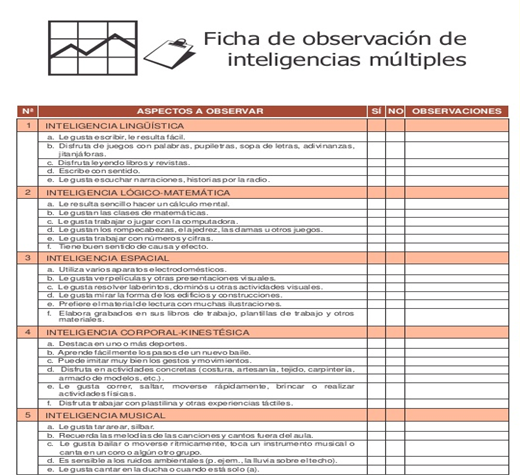 Ficha de observación de
inteligencias múltiples
Nº ASPECTOS A OBSERVAR SÍ NO OBSERVACIONES
1 INTELIGENCIA LINGÜÍSTICA
a. Le gusta escribir, le resulta fácil.
b. Disfruta de juegos con palabras, pupiletras, sopa de letras, adivinanzas,
jitanjáforas.
c. Disfruta leyendo libros y revistas.
d. Escribe con sentido.
e. Le gusta escuchar narraciones, historias por la radio.
2 INTELIGENCIA LÓGICO-MATEMÁTICA
a. Le resulta sencillo hacer un cálculo mental.
b. Le gustan las clases de matemáticas.
c. Le gusta trabajar o jugar con la computadora.
d. Le gustan los rompecabezas, el ajedrez, las damas u otros juegos.
e. Le gusta trabajar con números y cifras.
f. Tiene buen sentido de causa y efecto.
3 INTELIGENCIA ESPACIAL
a. Utiliza varios aparatos electrodomésticos.
b. Le gusta ver películas y otras presentaciones visuales.
c. Le gusta resolver laberintos, dominós u otras actividades visuales.
d. Le gusta mirar la forma de los edificios y construcciones.
e. Prefiere el material de lectura con muchas ilustraciones.
f. Elabora grabados en sus libros de trabajo, plantillas de trabajo y otros
materiales.
4 INTELIGENCIA CORPORAL-KINESTÉSICA
a. Destaca en uno o más deportes.
b. Aprende fácilmente los pasos de un nuevo baile.
c. Puede imitar muy bien los gestos y movimientos.
d. Disfruta en actividades concretas (costura, artesanía, tejido, carpintería,
armado de modelos, etc.).
e. Le gusta correr, saltar, moverse rápidamente, brincar o realizar
actividades físicas.
f. Disfruta trabajar con plastilina y otras experiencias táctiles.
5 INTELIGENCIA MUSICAL
a. Le gusta tararear, silbar.
b. Recuerda las melodías de las canciones y cantos fuera del aula.
c. Le gusta bailar o moverse rítmicamente, toca un instrumento musical o
canta en un coro o algún otro grupo.
d. Es sensible a los ruidos ambientales (p. ejem., la lluvia sobre el techo).
e. Le gusta cantar en la ducha o cuando está solo (a).